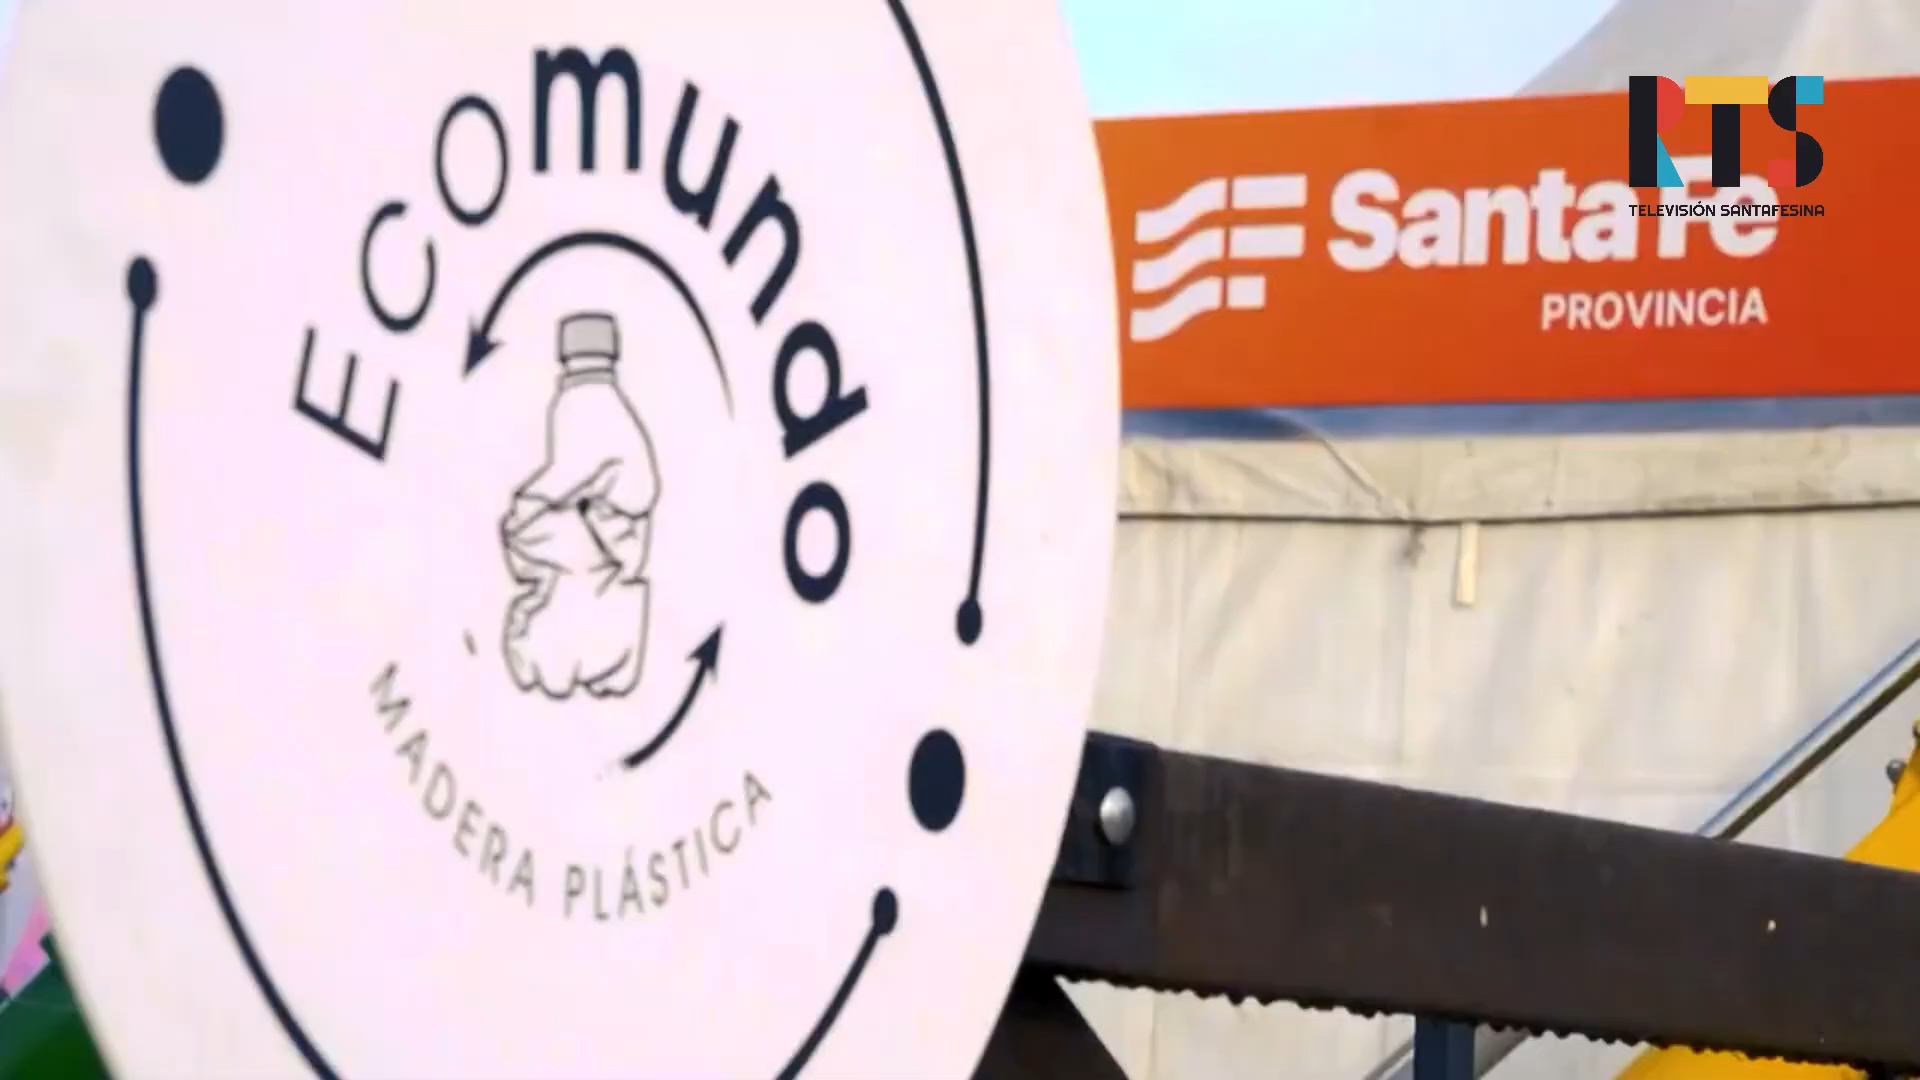 Ecomundo
MADERA PLÁSTICA
Santa Fe
PROVINCIA
RTS
TELEVISIÓN SANTAFESINA